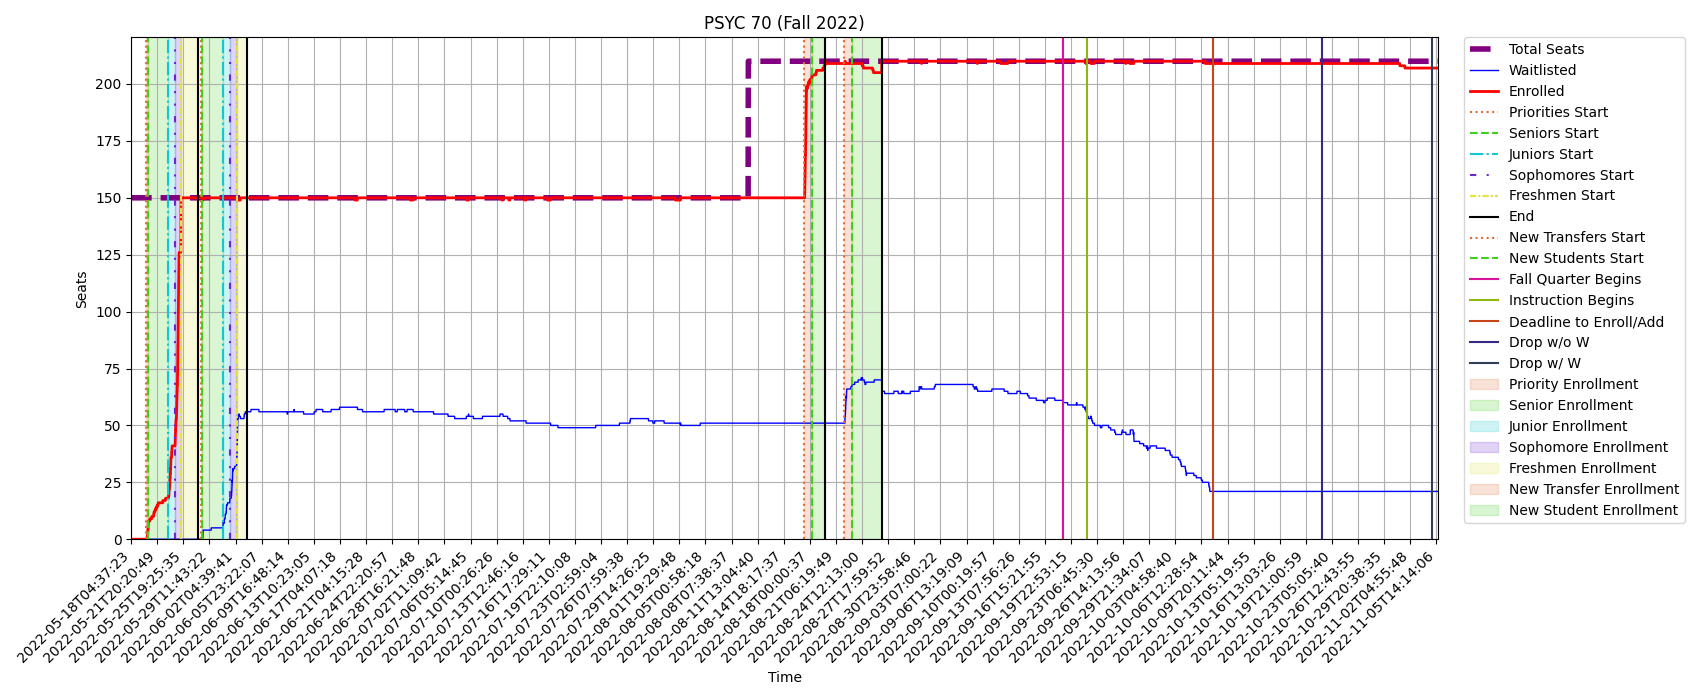 PSYC 70 (Fall 2022)
Seats
200
175
150
125
100
75
50
25
0
2022-05-18T04:37:23
2022-05-21T20:20:49
2022-05-25T19:25:35
2022-05-29T11:43:22
2022-06-02T04:39:41
2022-06-05T23:22:07
2022-06-09T16:48:14
2022-06-13T10:23:05
2022-06-17T04:07:18
2022-06-21T04:15:28
2022-06-24T22:20:57
2022-06-28T16:21:48
2022-07-02T11:09:42
2022-07-06T05:14:45
2022-07-10T00:26:26
2022-07-13T12:46:16
2022-07-16T17:29:11
2022-07-19T22:10:08
2022-07-23T02:59:04
2022-07-26T07:59:38
2022-07-29T14:26:25
2022-08-01T19:29:48
2022-08-05T00:58:18
2022-08-08T07:38:37
2022-08-11T13:04:40
2022-08-14T18:17:37
2022-08-18T00:00:37
2022-08-21T06:19:49
2022-08-24T12:13:00
2022-08-27T17:59:52
2022-08-30T23:58:46
2022-09-03T07:00:22
2022-09-06T13:19:09
2022-09-10T00:19:57
2022-09-13T07:56:26
2022-09-16T15:21:55
2022-09-19T22:53:15
2022-09-23T06:45:30
2022-09-26T14:13:56
2022-09-29T21:34:07
2022-10-03T04:58:40
2022-10-06T12:28:54
2022-10-09T20:11:44
2022-10-13T05:19:55
2022-10-16T13:03:26
2022-10-19T21:00:59
2022-10-23T05:05:40
2022-10-26T12:43:55
2022-10-29T20:38:35
2022-11-02T04:55:48
2022-11-05T14:14:06
Time
Total Seats
Waitlisted
Enrolled
Priorities Start
Seniors Start
Juniors Start
Sophomores Start
Freshmen Start
End
New Transfers Start
New Students Start
Fall Quarter Begins
Instruction Begins
Deadline to Enroll/Add
Drop w/o W
Drop w/ W
Priority Enrollment
Senior Enrollment
Junior Enrollment
Sophomore Enrollment
Freshmen Enrollment
New Transfer Enrollment
New Student Enrollment